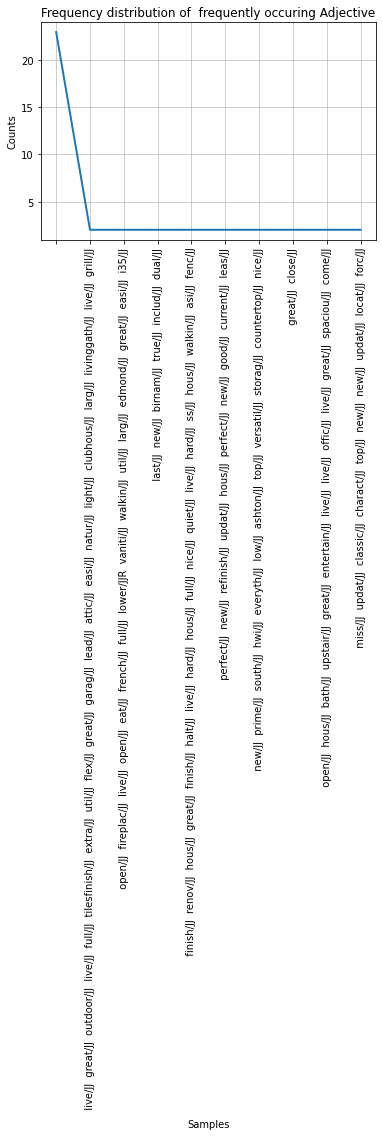 Frequency distribution of  frequently occuring Adjective
20
15
10
5
Counts
live/JJ great/JJ outdoor/JJ live/JJ full/JJ tilesfinish/JJ extra/JJ util/JJ flex/JJ great/JJ garag/JJ lead/JJ attic/JJ easi/JJ natur/JJ light/JJ clubhous/JJ larg/JJ livinggath/JJ live/JJ grill/JJ
open/JJ fireplac/JJ live/JJ open/JJ eat/JJ french/JJ full/JJ lower/JJR vaniti/JJ walkin/JJ util/JJ larg/JJ edmond/JJ great/JJ easi/JJ i35/JJ
last/JJ new/JJ birnam/JJ true/JJ includ/JJ dual/JJ
finish/JJ renov/JJ hous/JJ great/JJ finish/JJ halt/JJ live/JJ hard/JJ hous/JJ full/JJ nice/JJ quiet/JJ live/JJ hard/JJ ss/JJ hous/JJ walkin/JJ asi/JJ fenc/JJ
perfect/JJ new/JJ refinish/JJ updat/JJ hous/JJ perfect/JJ new/JJ good/JJ current/JJ leas/JJ
new/JJ prime/JJ south/JJ hwi/JJ everyth/JJ low/JJ ashton/JJ top/JJ versatil/JJ storag/JJ countertop/JJ nice/JJ
great/JJ close/JJ
open/JJ hous/JJ bath/JJ upstair/JJ great/JJ entertain/JJ live/JJ live/JJ offic/JJ live/JJ great/JJ spaciou/JJ come/JJ
miss/JJ updat/JJ classic/JJ charact/JJ top/JJ new/JJ new/JJ updat/JJ locat/JJ forc/JJ
Samples